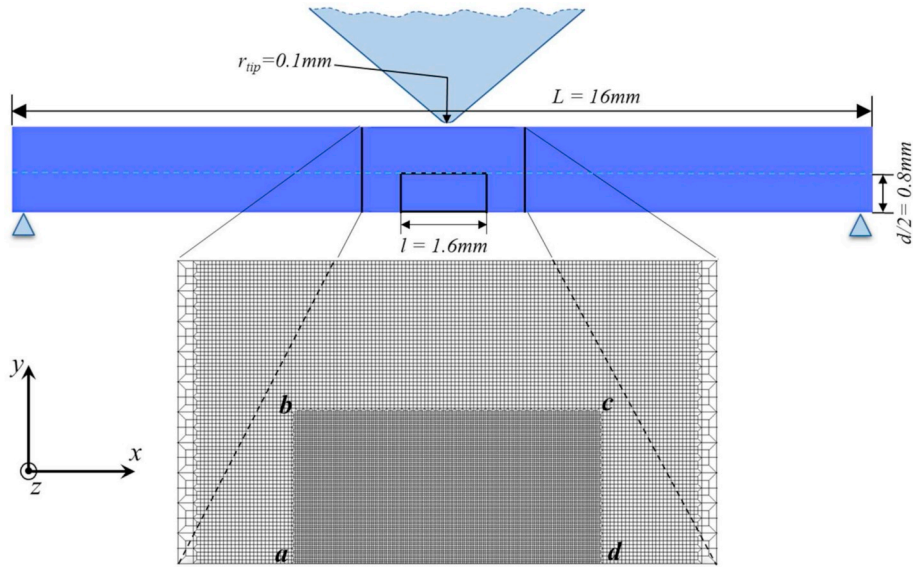 r_tip=0.1mm
L = 16mm
d/2= 0.8mm
l = 1.6mm
b c
y
x
z
a d